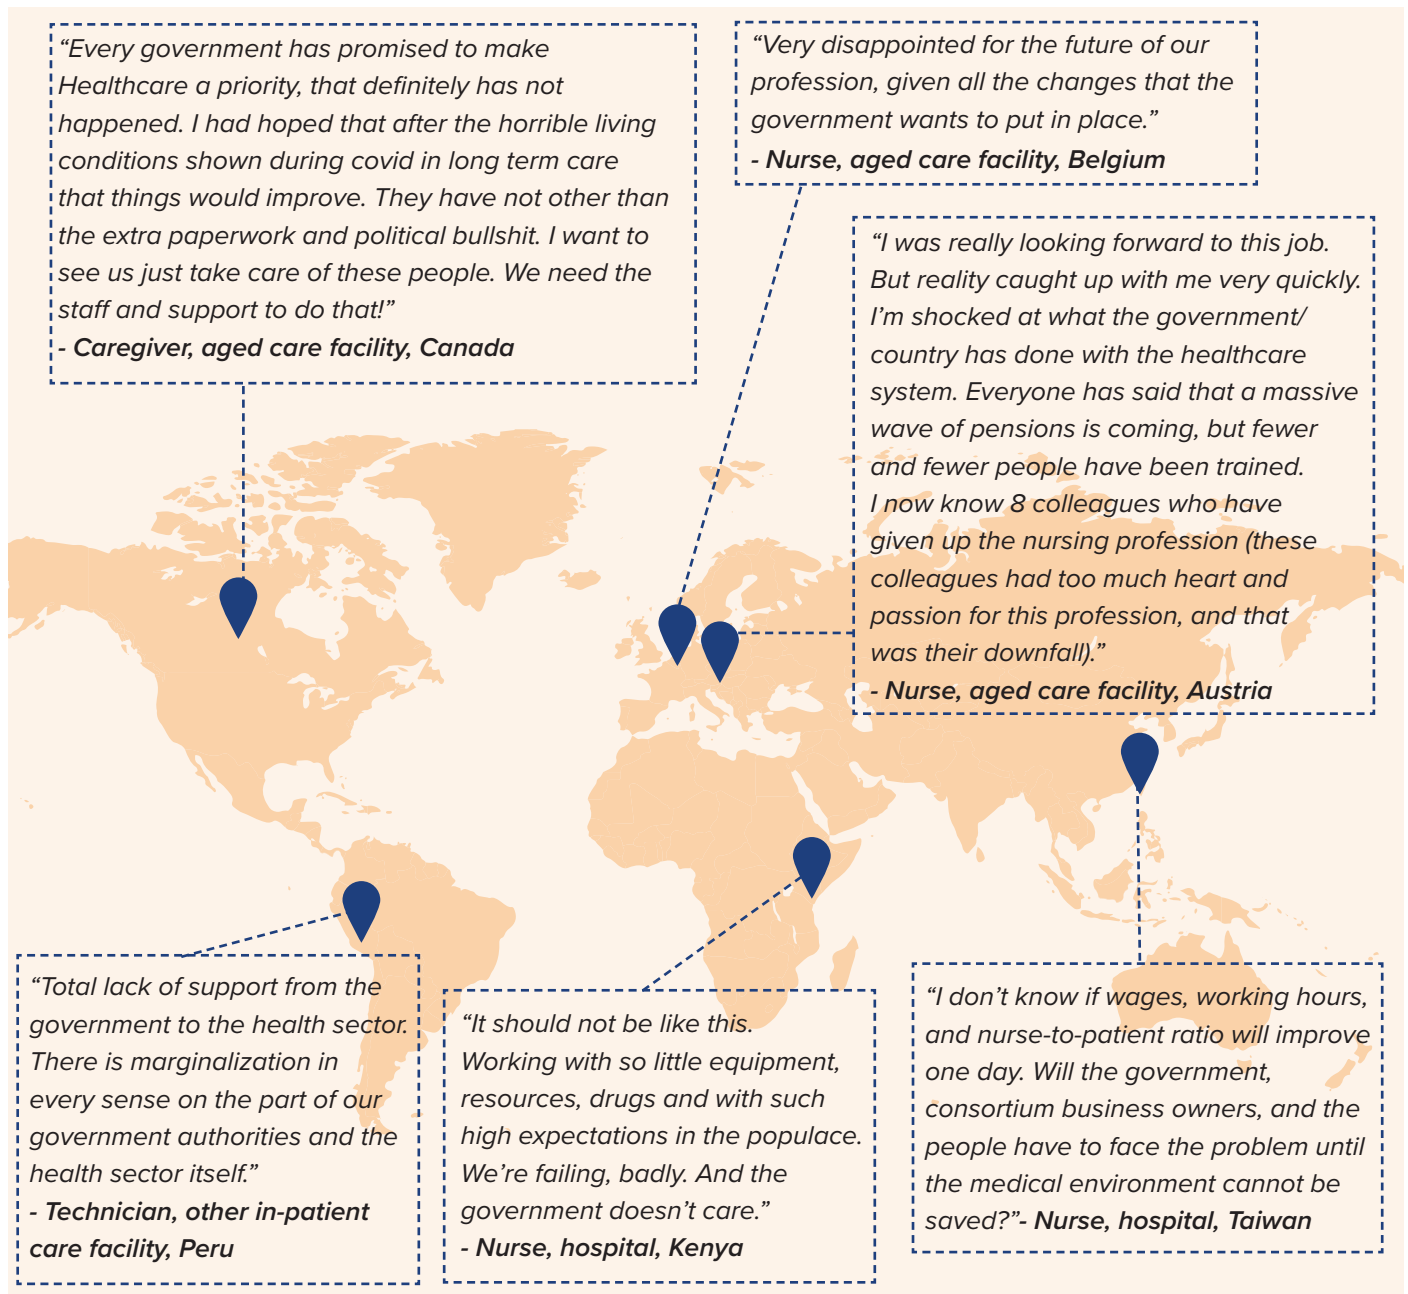 “Every government has promised to make
Healthcare a priority, that definitely has not
happened. I had hoped that after the horrible living
conditions shown during covid in long term care
that things would improve. They have not other than
the extra paperwork and political bullshit. I want to
see us just take care of these people. We need the
staff and support to do that!”
- Caregiver, aged care facility, Canada
“Very disappointed for the future of our
profession, given all the changes that the
government wants to put in place.”
- Nurse, aged care facility, Belgium
“I was really looking forward to this job.
But reality caught up with me very quickly.
I’m shocked at what the government/
country has done with the healthcare
system. Everyone has said that a massive
wave of pensions is coming, but fewer
and fewer people have been trained.
I now know 8 colleagues who have
given up the nursing profession (these
colleagues had too much heart and
passion for this profession, and that
was their downfall).”
- Nurse, aged care facility, Austria
“Total lack of support from the
government to the health sector.
There is marginalization in
every sense on the part of our
government authorities and the
health sector itself.”
- Technician, other in-patient
care facility, Peru
“It should not be like this.
Working with so little equipment,
resources, drugs and with such
high expectations in the populace.
We’re failing, badly. And the
government doesn’t care.”
- Nurse, hospital, Kenya
“I don’t know if wages, working hours,
and nurse-to-patient ratio will improve
one day. Will the government,
consortium business owners, and the
people have to face the problem until
the medical environment cannot be
saved?”- Nurse, hospital, Taiwan